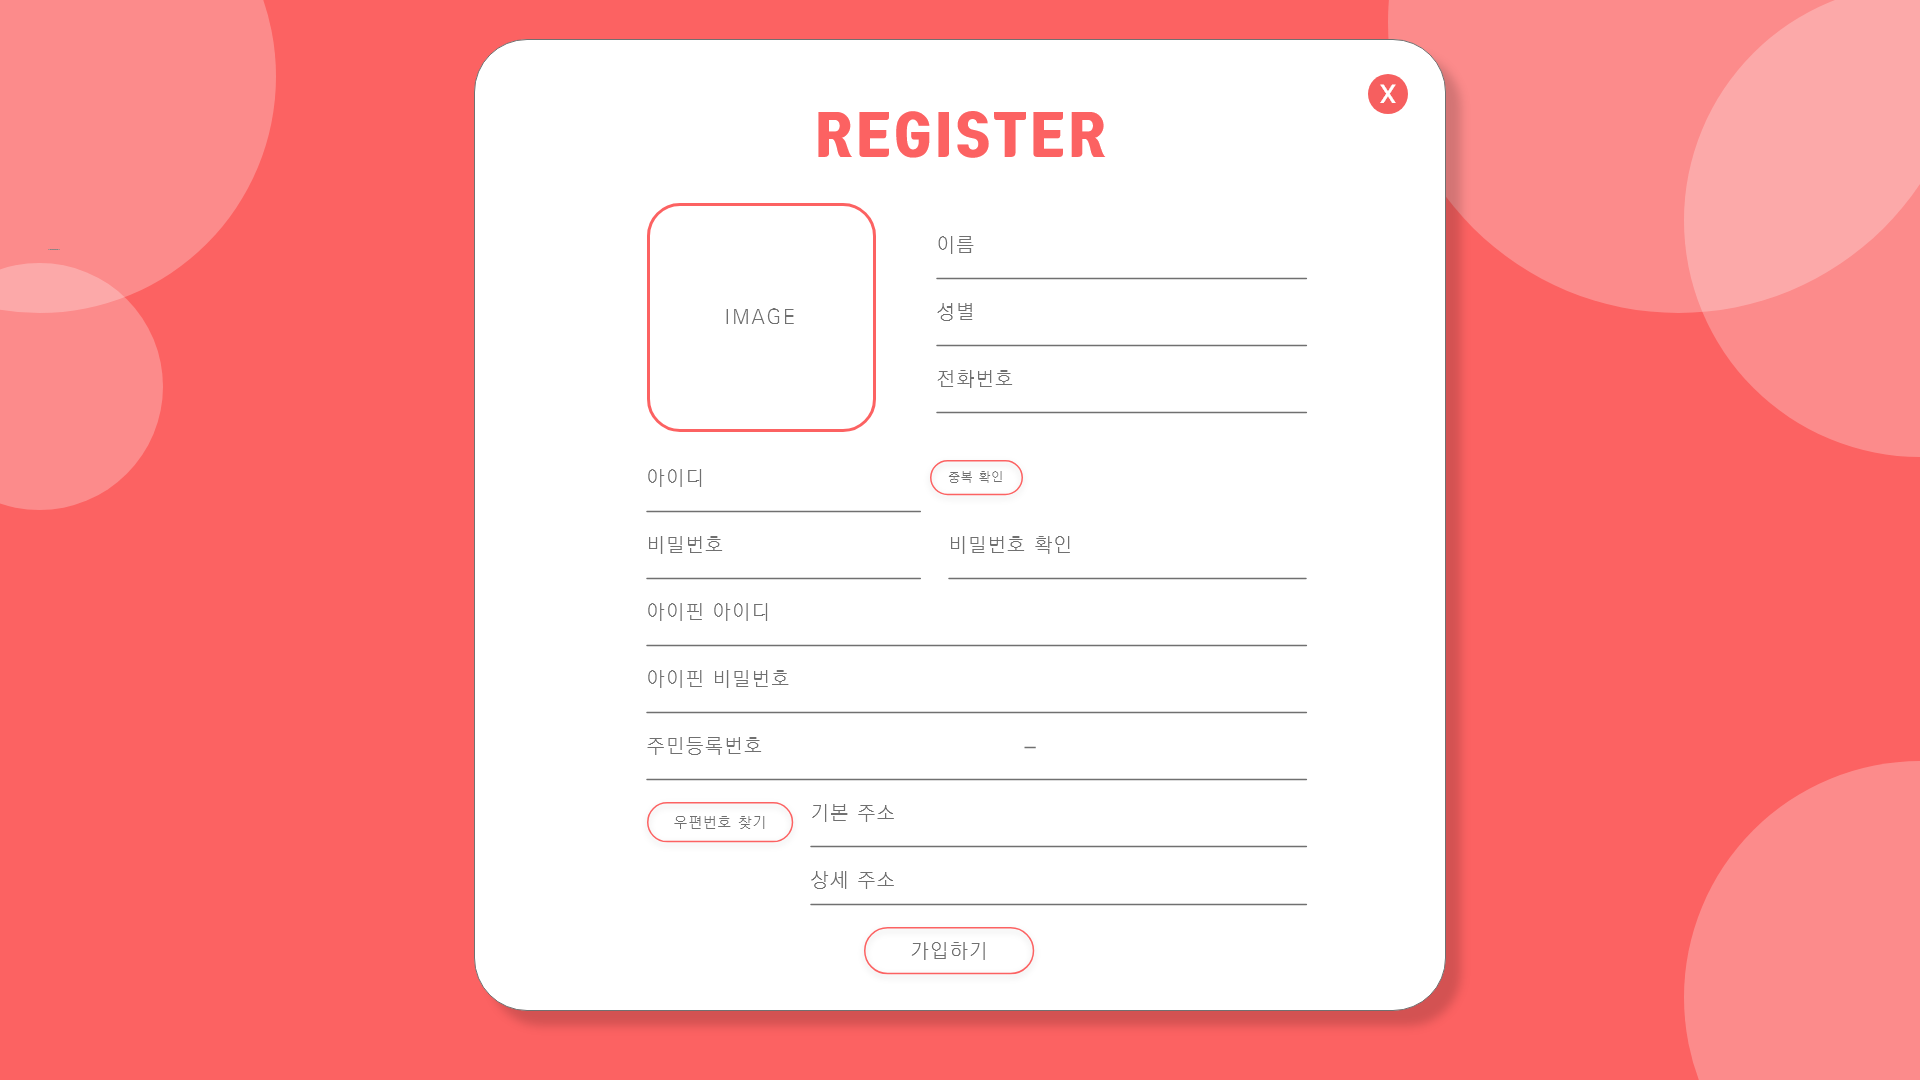 X
REGISTER
IMAGE
이름
성별
전화번호
아이디
중복 확인
비밀번호
비밀번호 확인
아이핀 아이디
아이핀 비밀번호
주민등록번호 –
우편번호 찾기
기본 주소
상세 주소
가입하기